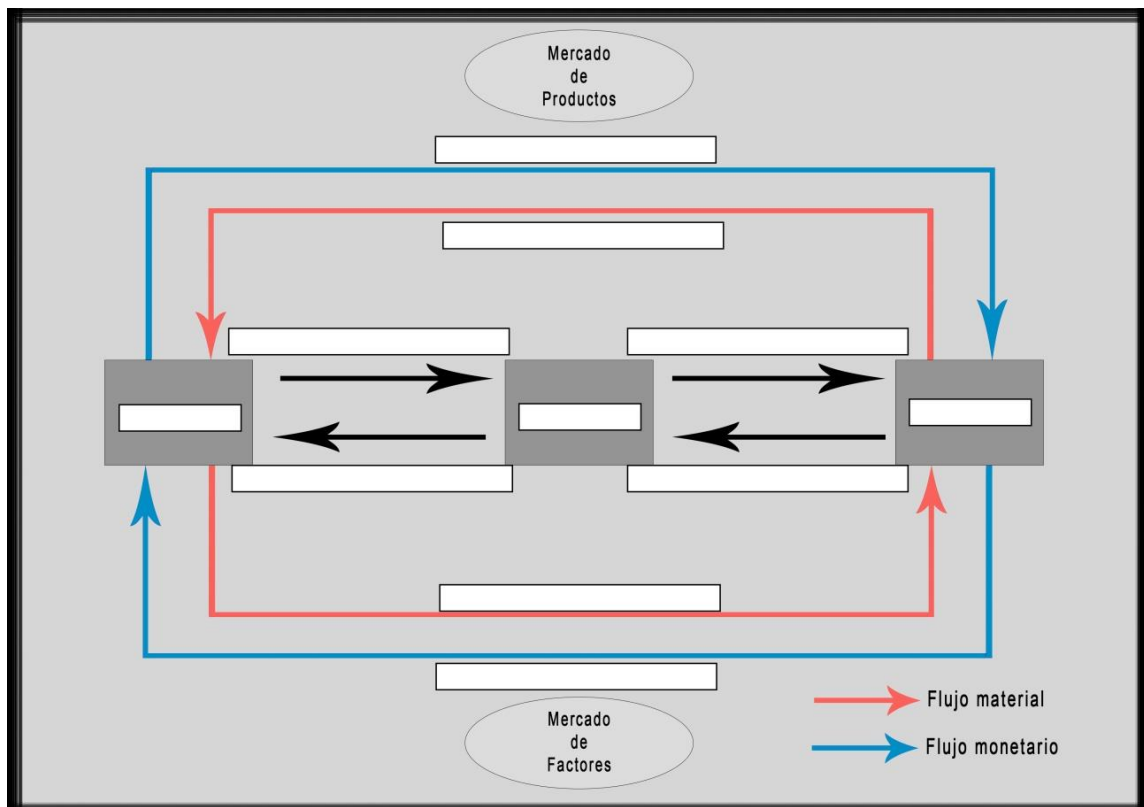 Mercado
de
Productos
Flujo material
Flujo monetario
Mercado
de
Factores